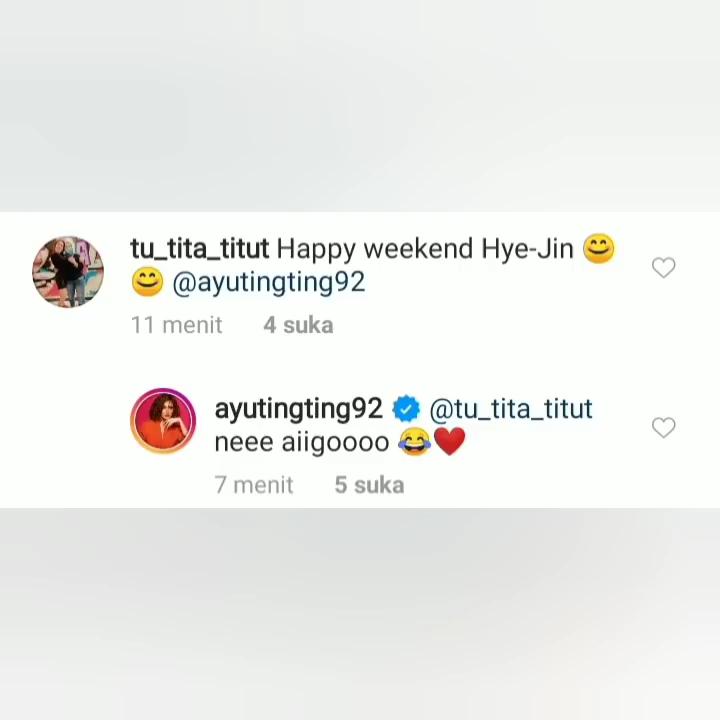 tu_tita_titut Happy weekend Hye-Jin 😊
😊 @ayutingting92
11 menit 4 suka
ayutingting92 @tu_tita_titut
neee aiigoooo 😂❤️
7 menit 5 suka